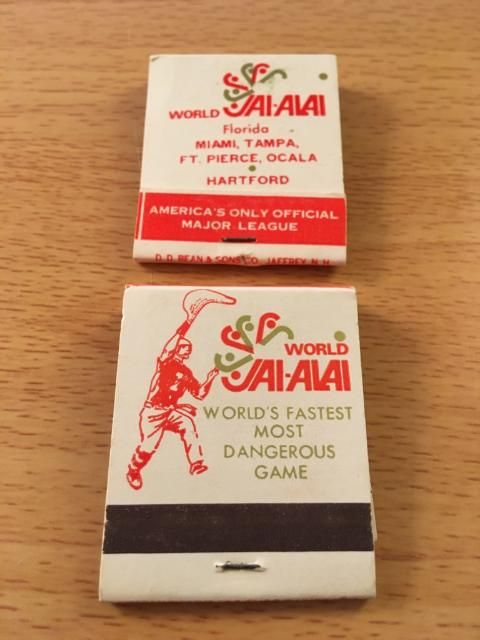 WORLD JAI-ALAI
Florida
MIAMI, TAMPA,
FT. PIERCE, OCALA
HARTFORD
AMERICA'S ONLY OFFICIAL
MAJOR LEAGUE
D. D. BEAN & SONS CO. JAFFREY, N. H.
WORLD
JAI-ALAI
WORLD'S FASTEST
MOST
DANGEROUS
GAME